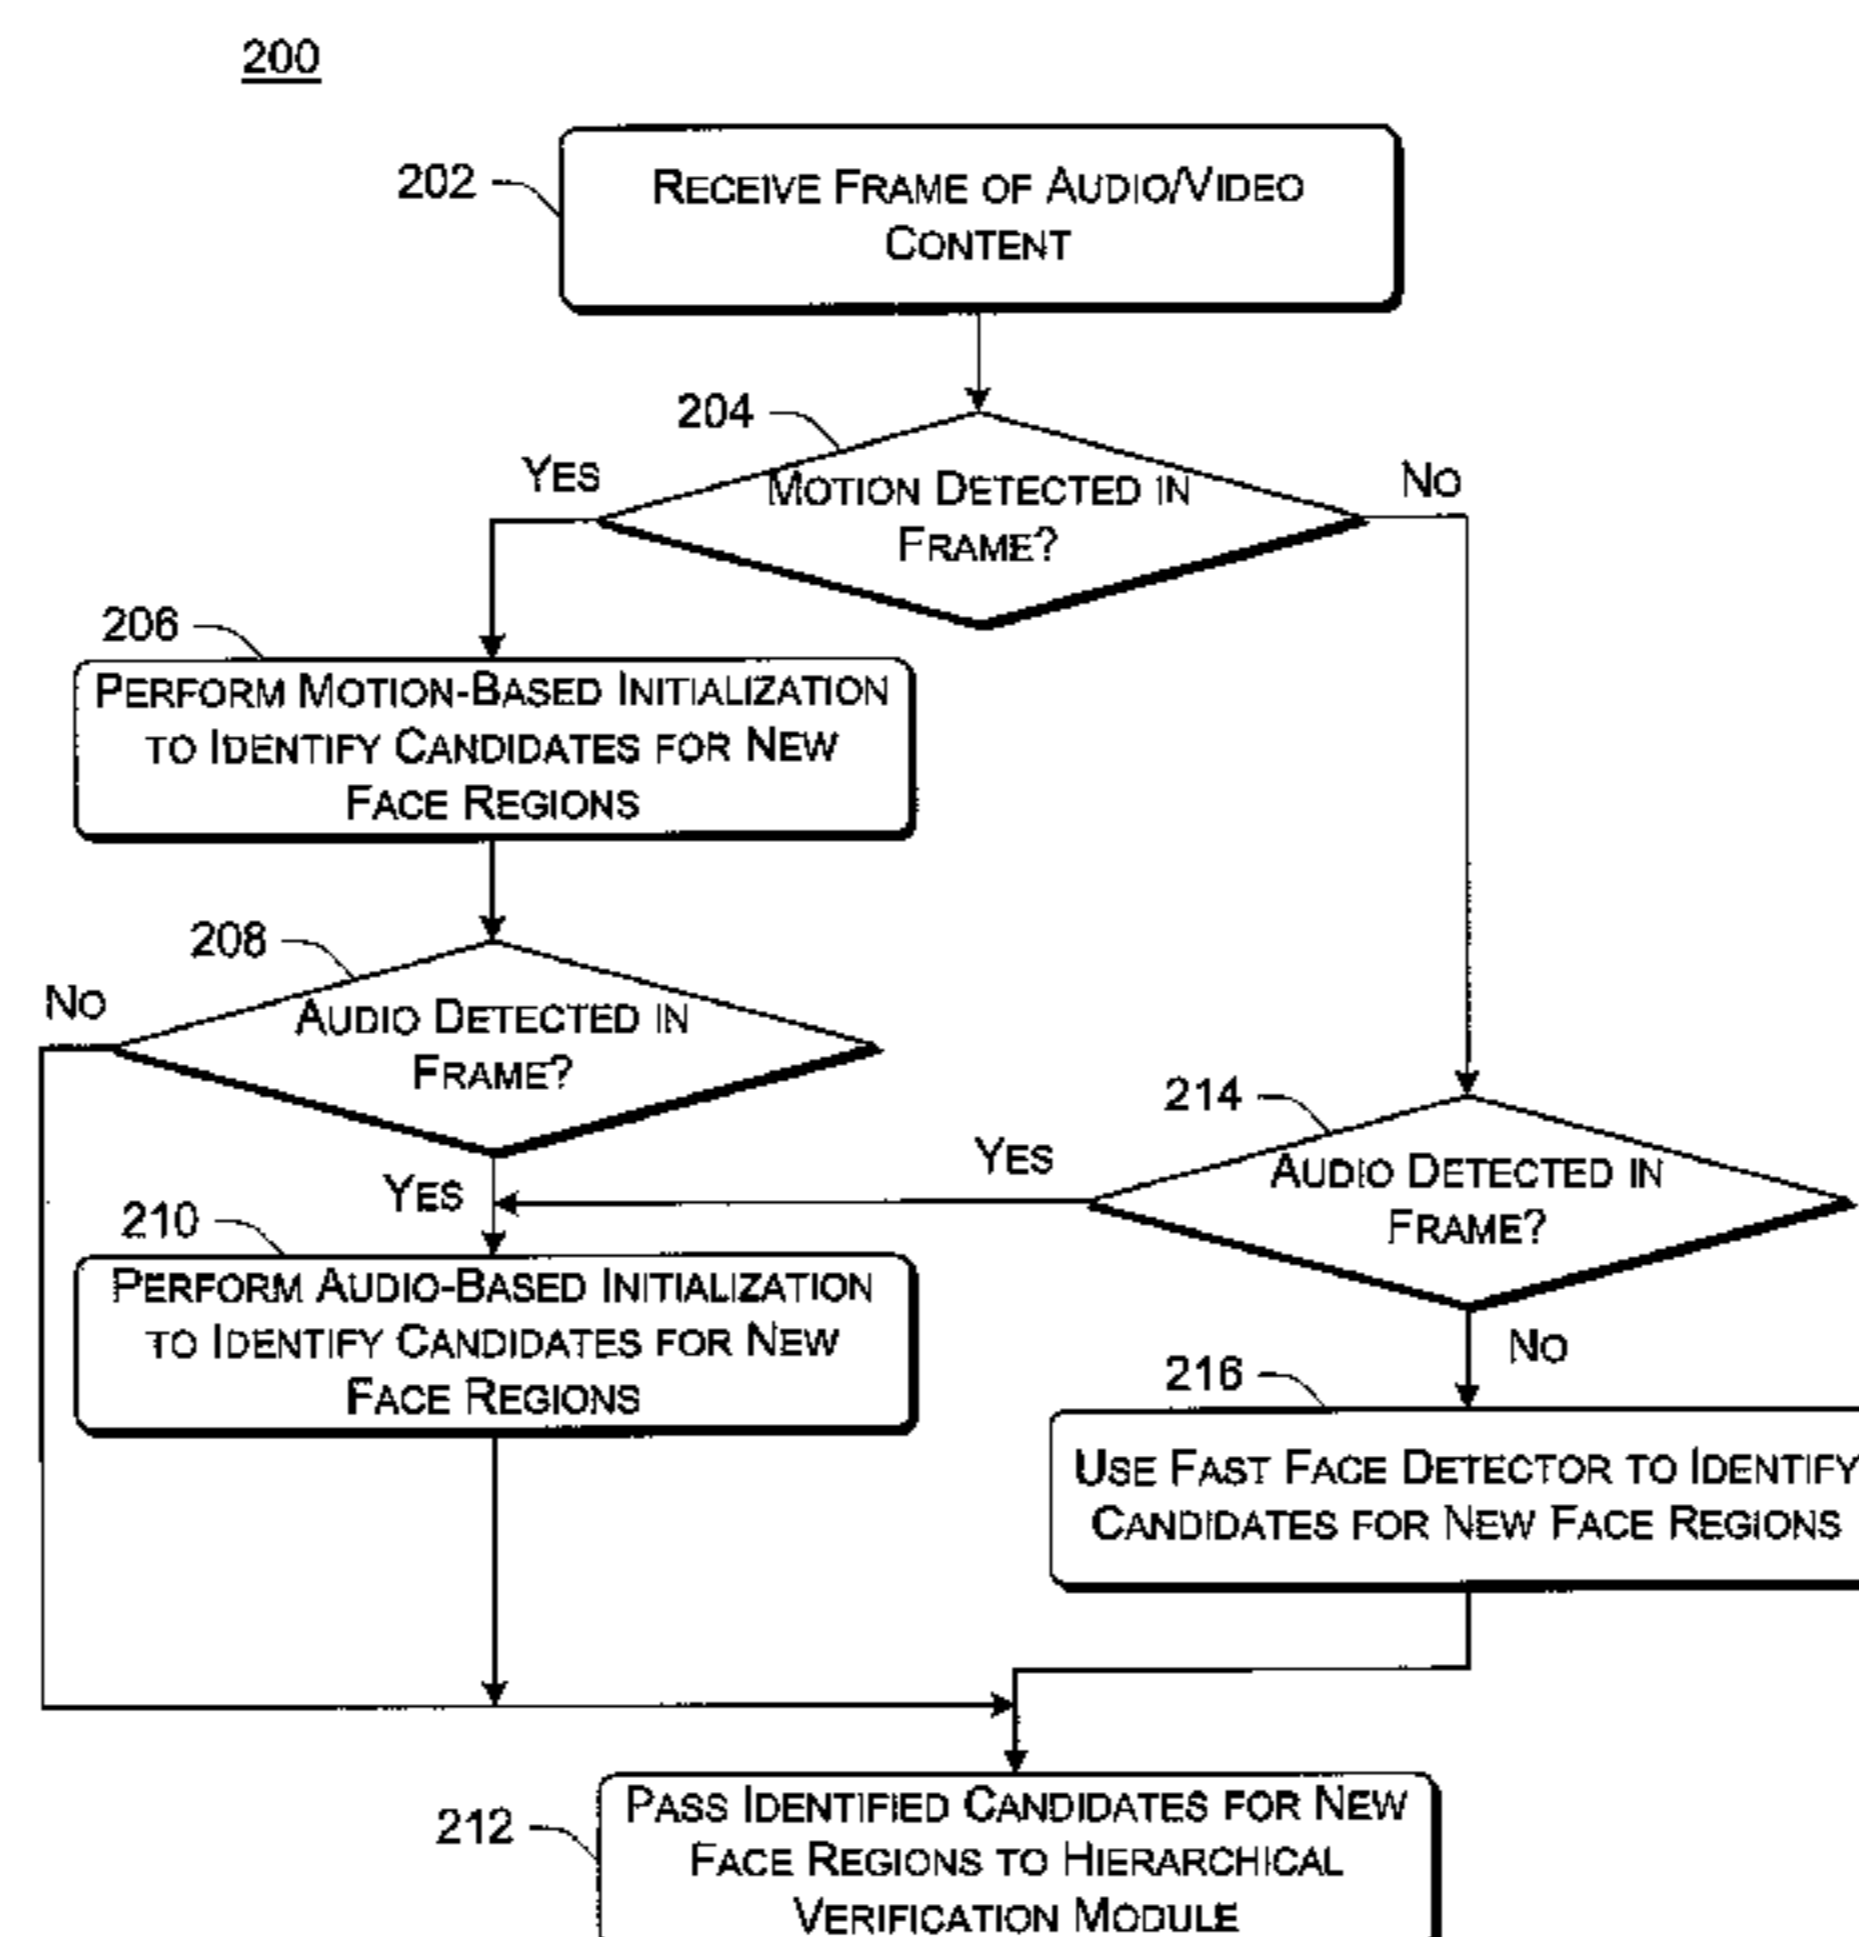 200
202
RECEIVE FRAME OF AUDIO/VIDEO
CONTENT
204
YES
MOTION DETECTED IN
FRAME?
NO
206
PERFORM MOTION-BASED INITIALIZATION
TO IDENTIFY CANDIDATES FOR NEW
FACE REGIONS
208
NO
AUDIO DETECTED IN
FRAME?
YES
214
YES
AUDIO DETECTED IN
FRAME?
NO
210
PERFORM AUDIO-BASED INITIALIZATION
TO IDENTIFY CANDIDATES FOR NEW
FACE REGIONS
216
USE FAST FACE DETECTOR TO IDENTIFY
CANDIDATES FOR NEW FACE REGIONS
212
PASS IDENTIFIED CANDIDATES FOR NEW
FACE REGIONS TO HIERARCHICAL
VERIFICATION MODULE